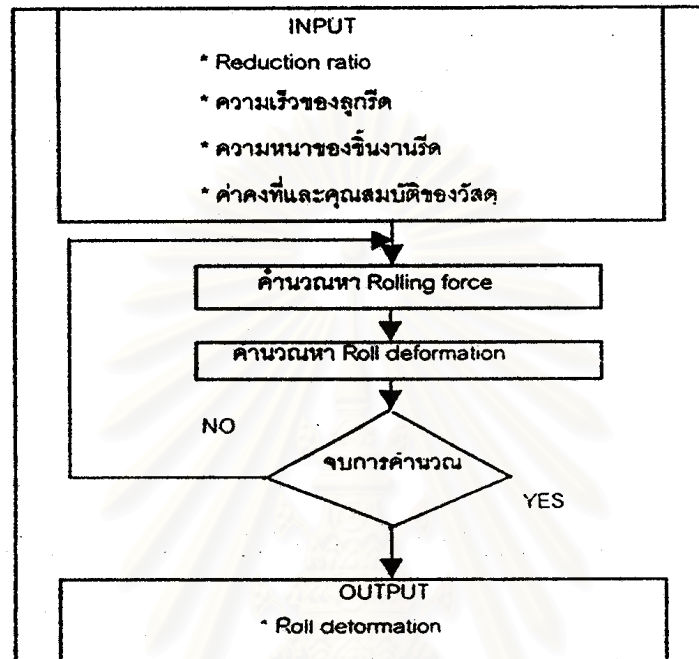 INPUT
* Reduction ratio
* ความเร็วของลูกรีด
* ความหนาของชิ้นงานรีด
* ค่าคงที่และคุณสมบัติของวัสดุ
คำนวณหา Rolling force
คำนวณหา Roll deformation
NO
จบการคำนวณ
YES
OUTPUT
* Roll deformation